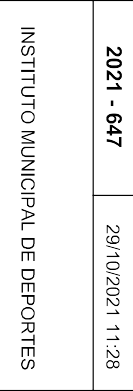 2021 - 647
29/10/2021 11:28
INSTITUTO MUNICIPAL DE DEPORTES